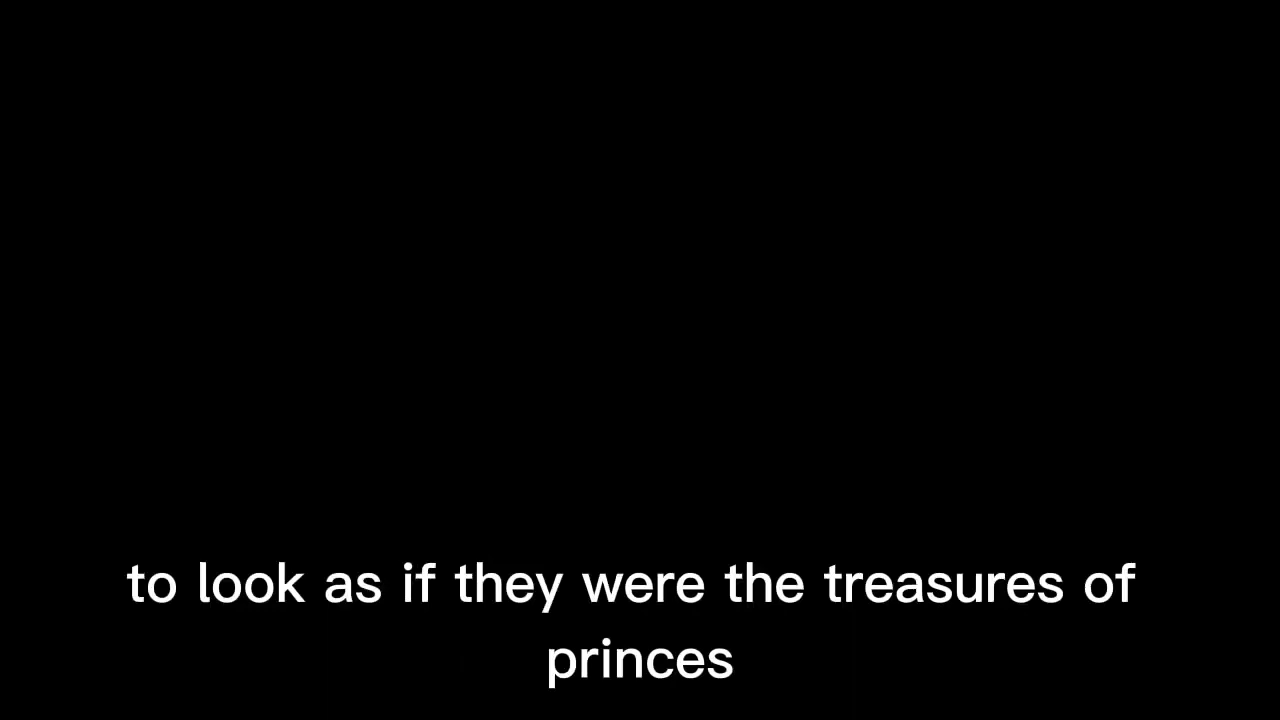 to look as if they were the treasures of
princes